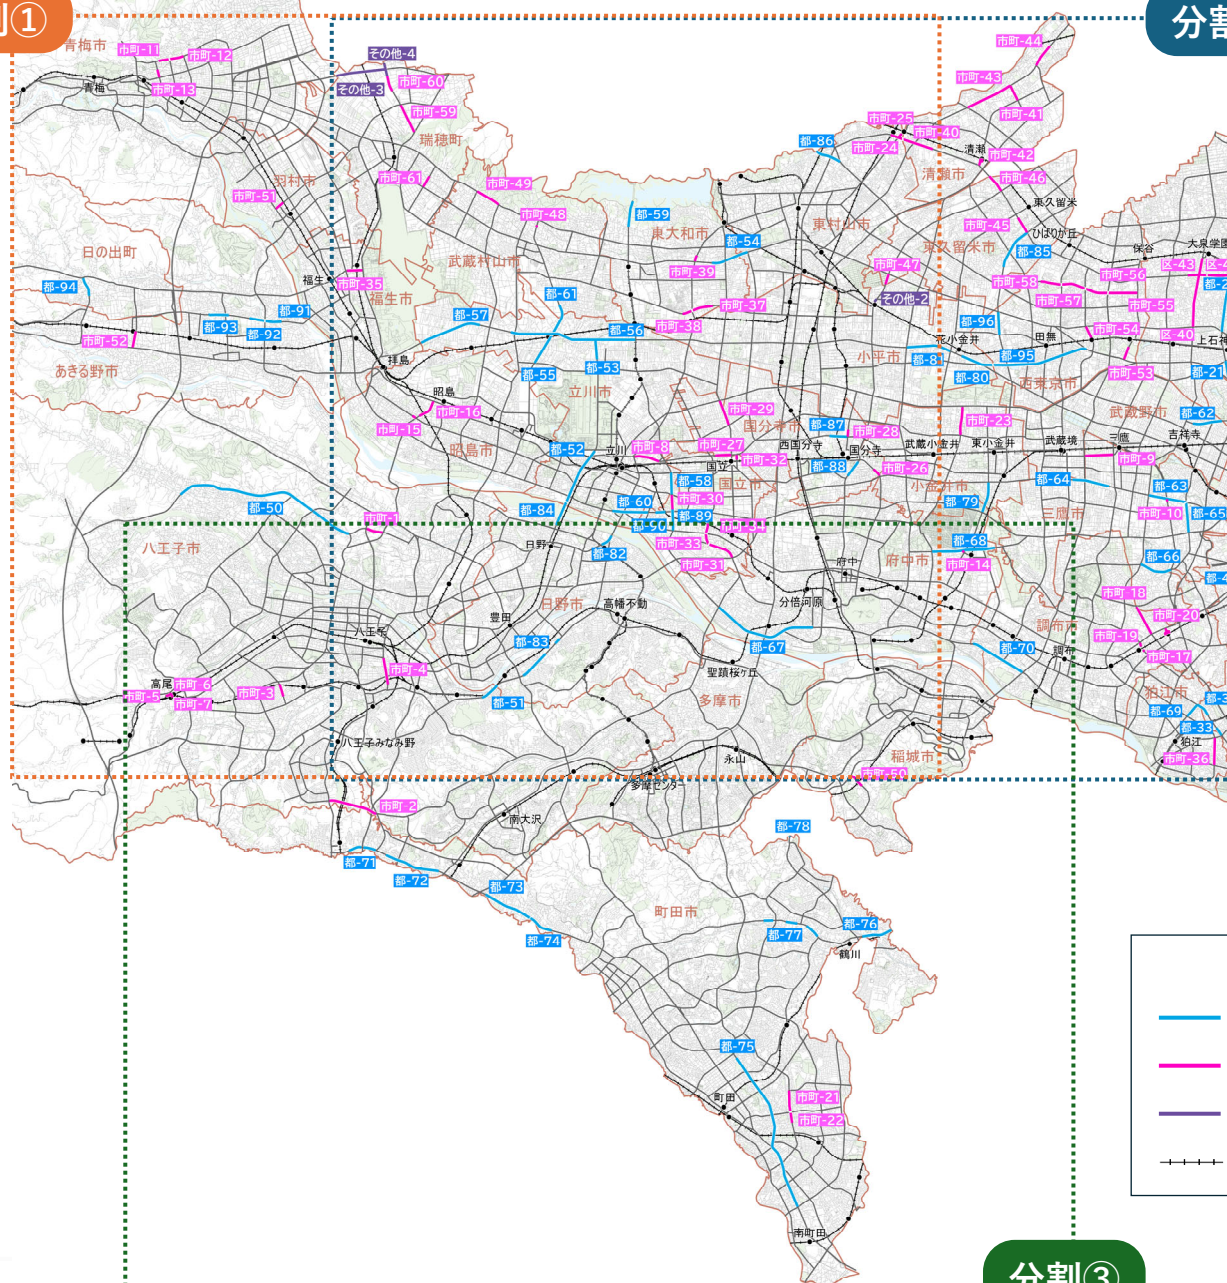 割①
分割
青梅市
市町-11
市町-12
その他-4
市町-44
青梅
市町-13
その他-3
市町-60
市町-43
市町-59
市町-25
市町-40
市町-41
瑞穂町
都-86
市町-24
清瀬
市町-42
羽村市
市町-61
市町-49
清瀬市
市町-46
市町-51
市町-48
都-59
東久留米
東大和市
東村山市
市町-45
ひばりが丘
日の出町
都-54
東久留米市
都-85
保谷
大泉学園
武蔵村山市
市町-39
市町-47
区-43
区-4
福生
市町-35
市町-56
都-94
福生市
都-61
市町-58
都-2
その他-2
市町-57
市町-37
市町-55
都-91
都-57
都-93
都-92
市町-38
都-56
都-96
市町-54
区-40
市町-52
花小金井
田無
上石神
拝島
小平市
都-81
都-95
あきる野市
都-55
都-53
都-80
市町-53
都-21
昭島
立川市
西東京市
市町-16
市町-29
武蔵野市
都-62
市町-15
国分寺市
都-87
市町-28
市町-23
昭島市
都-52
立川
市町-8
市町-27
西国分寺
国分寺
武蔵小金井
東小金井
武蔵境
三鷹
吉祥寺
国立
市町-32
都-88
市町-26
市町-9
都-58
国立市
小金井市
都-64
都-63
都-50
都-60
市町-30
都-79
市町-10
都-84
都-89
三鷹市
都-65
市町-1
都-90
八王子市
日野
市町-33
都-68
都-82
市町-31
府中
府中市
市町-14
都-66
都-4
高幡不動
日野市
分倍河原
市町-18
豊田
市町-20
八王子
調布市
都-83
都-67
市町-19
都-70
調布
市町-17
市町-4
聖蹟桜ヶ丘
高尾
市町-6
市町-5
市町-3
市町-7
都-51
多摩市
狛江市
都-3
都-69
都-33
八王子みなみ野
狛江
永山
稲城市
市町-36
市町-50
多摩センター
市町-2
南大沢
都-78
都-71
都-72
都-73
町田市
都-76
都-74
都-77
鶴川
都-75
町田
市町-21
市町-22
南町田
分割③